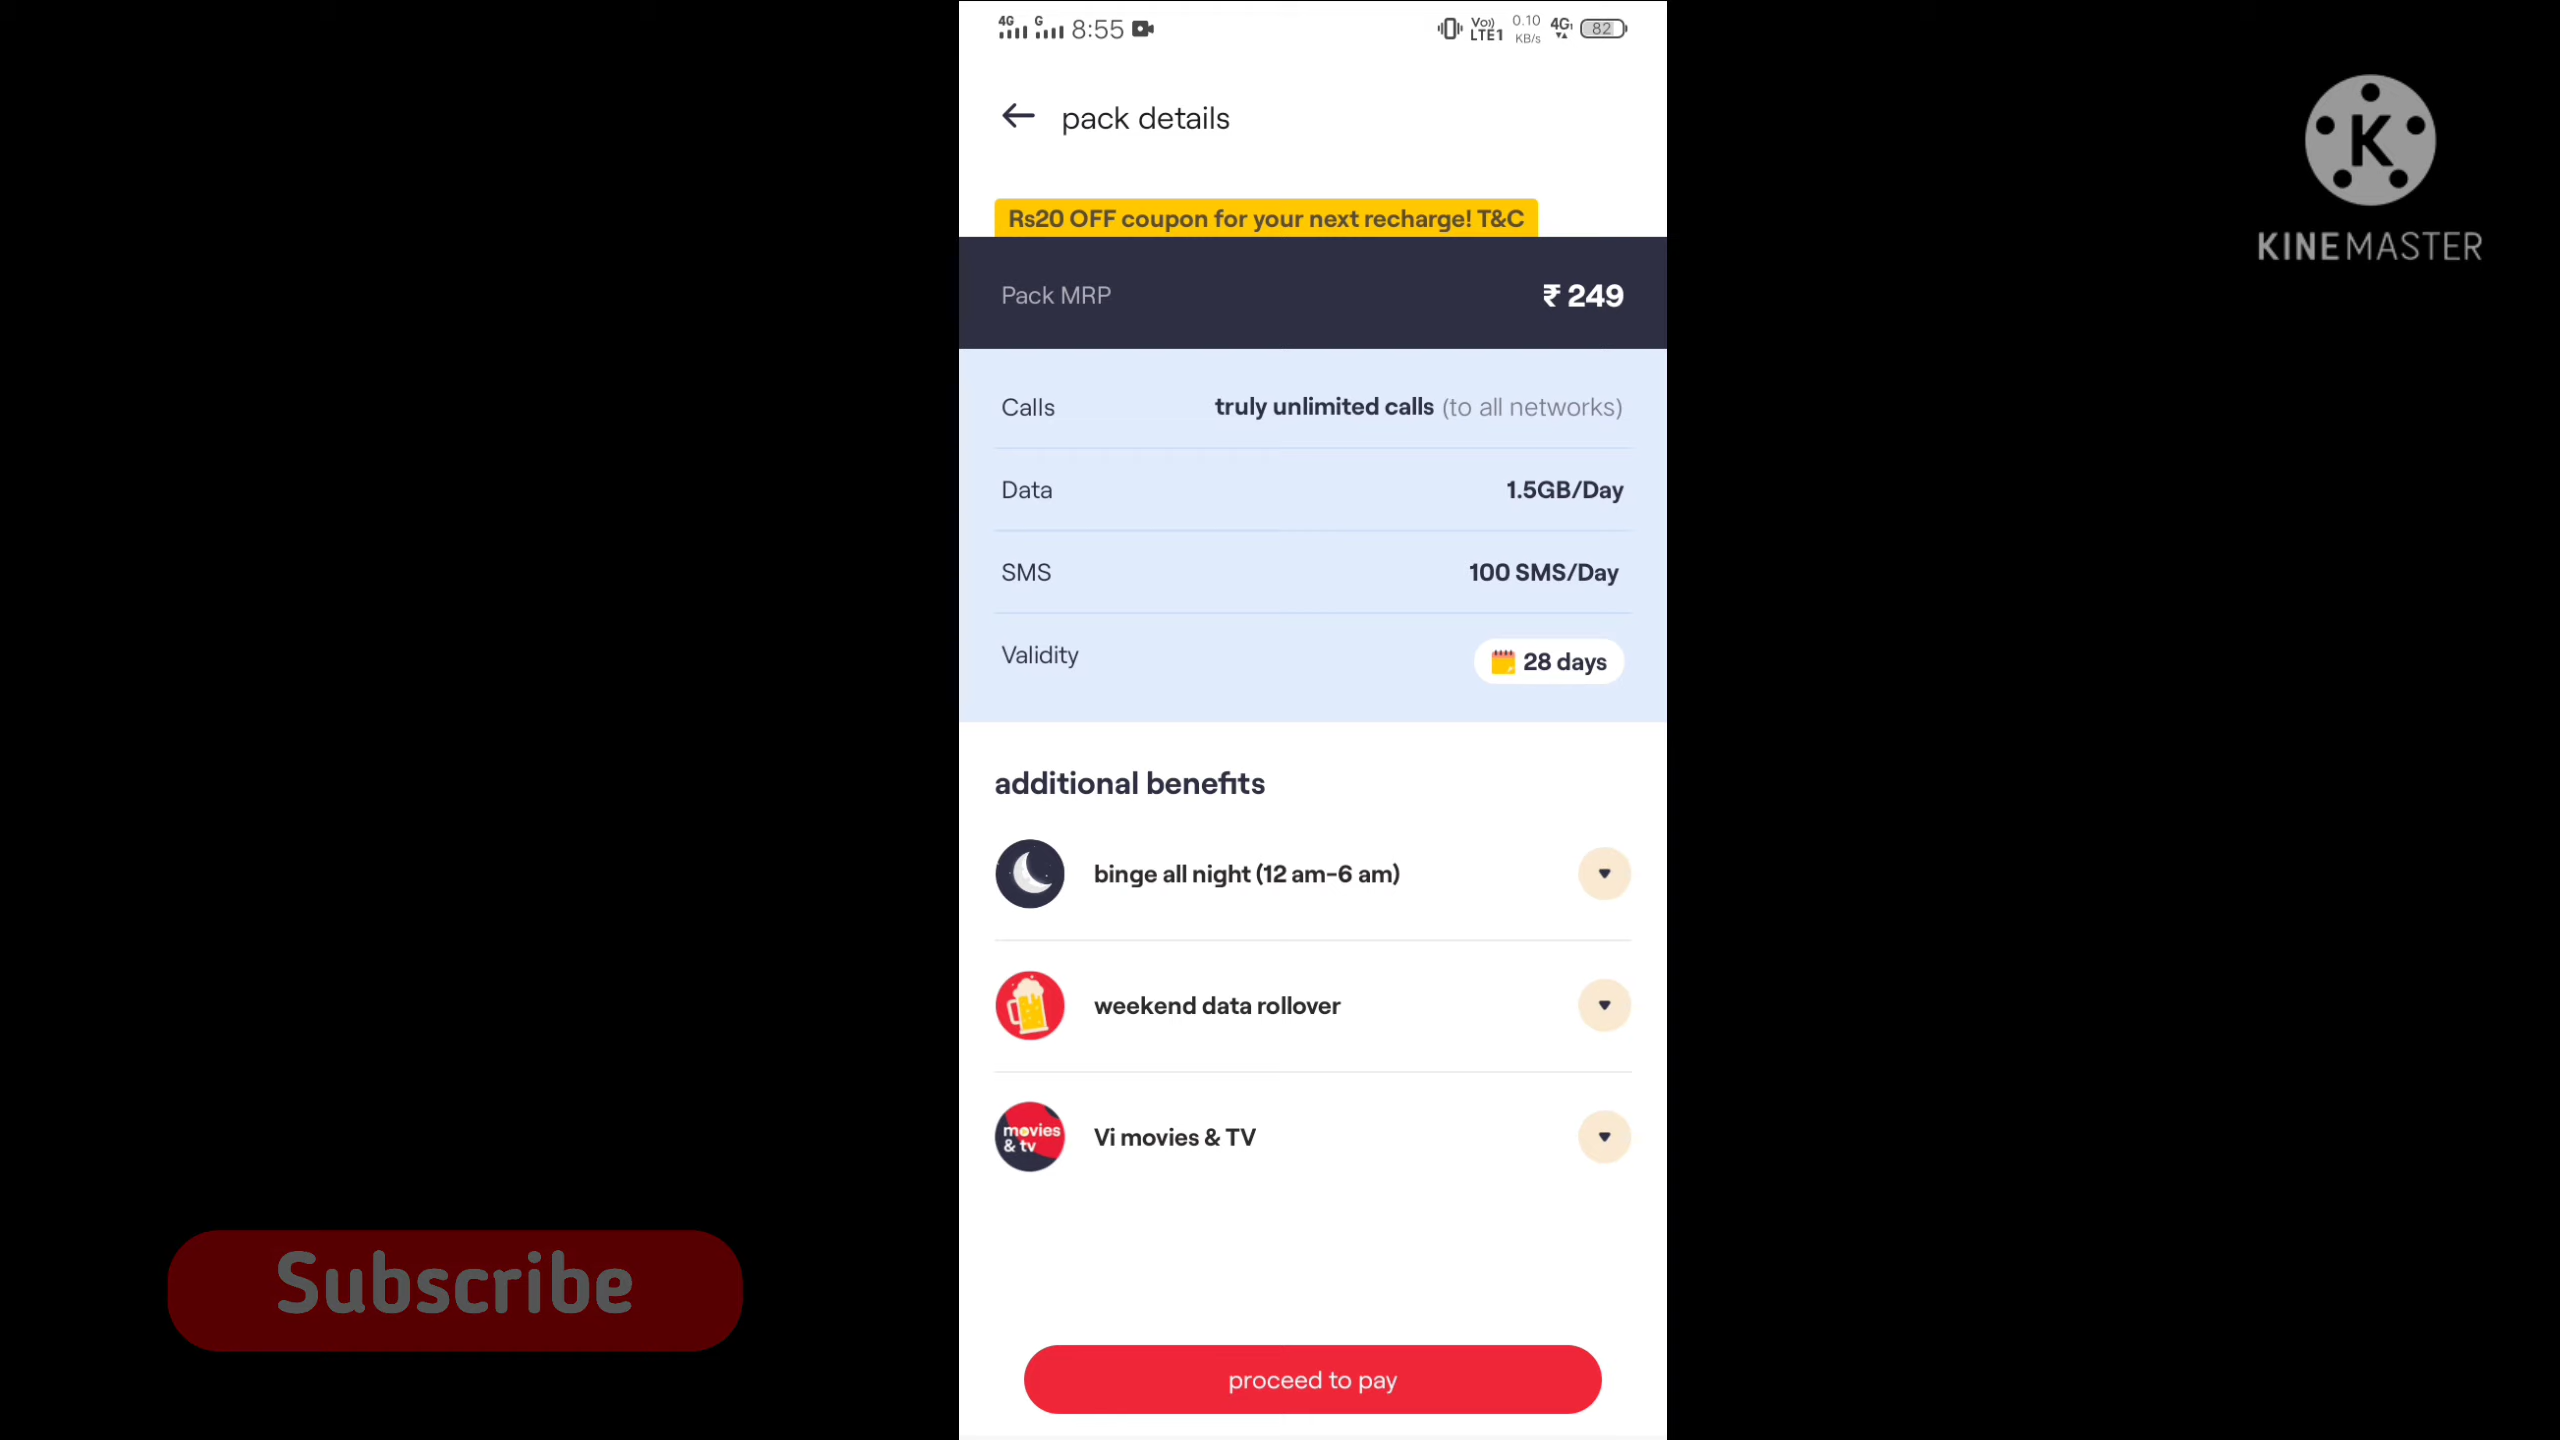 4G G 8:55
Vo)) LTE1 0.10 KB/s 4G 82
pack details
Rs20 OFF coupon for your next recharge! T&C
Pack MRP ₹ 249
Calls truly unlimited calls (to all networks)
Data 1.5GB/Day
SMS 100 SMS/Day
Validity 28 days
additional benefits
binge all night (12 am-6 am)
weekend data rollover
movies
& tv
Vi movies & TV
proceed to pay
Subscribe
K
KINEMASTER